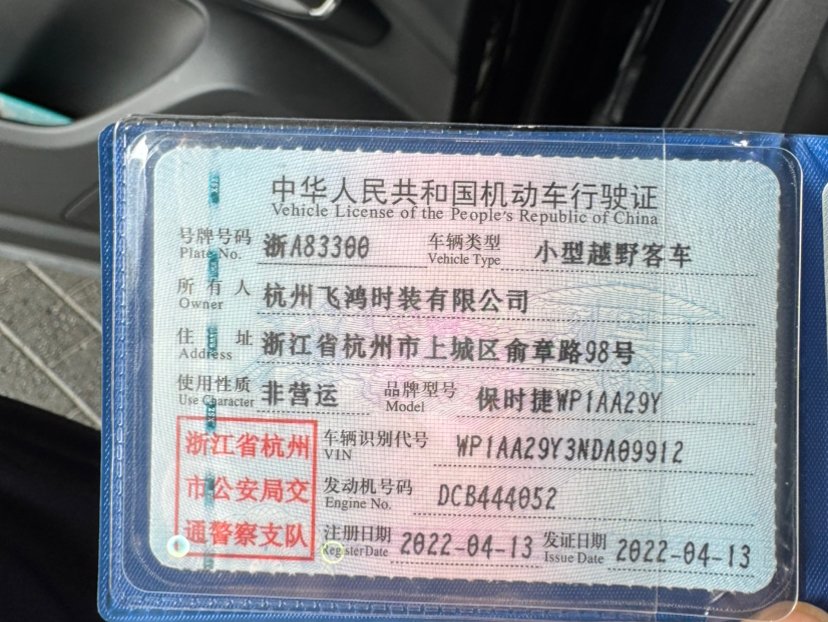 中华人民共和国机动车行驶证
Vehicle License of the People's Republic of China
号牌号码 浙A83300 车辆类型 小型越野客车
Plate No. Vehicle Type
所有人 杭州飞鸿时装有限公司
Owner
住址 浙江省杭州市上城区俞章路98号
Address
使用性质 非营运 品牌型号 保时捷WP1AA29Y
Use Character Model
浙江省杭州 车辆识别代号 WP1AA29Y3NDA09912
VIN
市公安局交 发动机号码 DCB444052
Engine No.
通警察支队 注册日期 2022-04-13 发证日期 2022-04-13
Register Date Issue Date